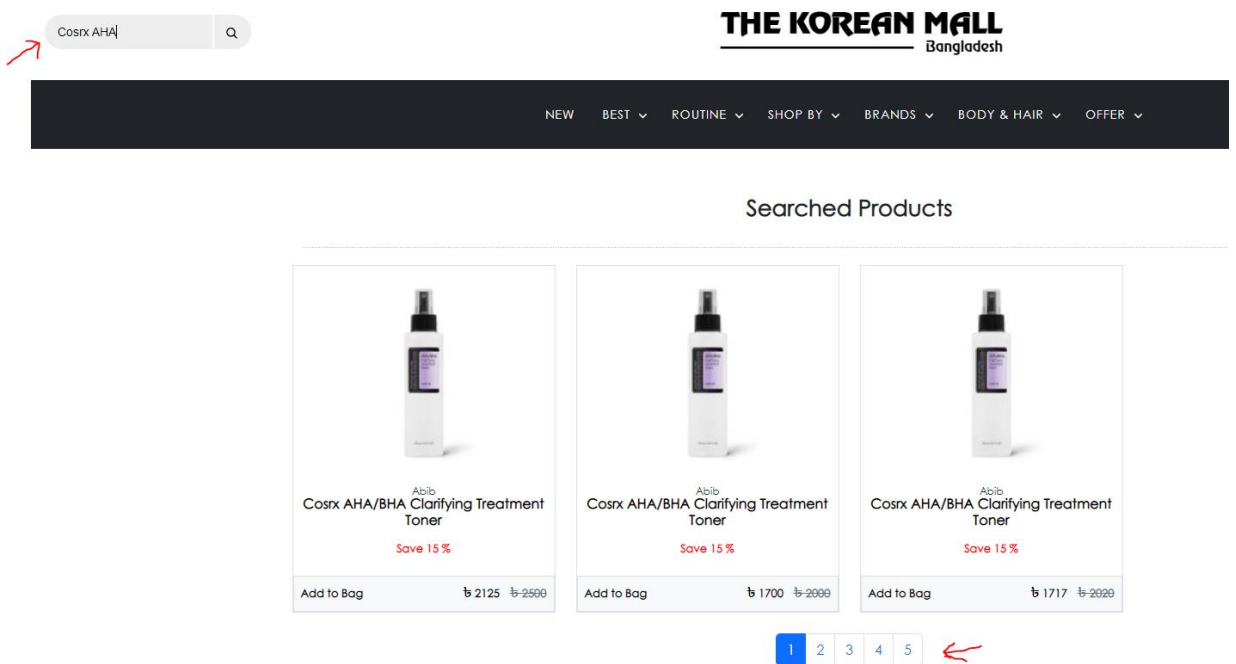 Cosrx AHA
THE KOREAN MALL
Bangladesh
NEW BEST ROUTINE SHOP BY BRANDS BODY & HAIR OFFER
Searched Products
Abib
Cosrx AHA/BHA Clarifying Treatment
Toner
Save 15 %
Add to Bag ৳ 2125 ৳ 2500
Abib
Cosrx AHA/BHA Clarifying Treatment
Toner
Save 15 %
Add to Bag ৳ 1700 ৳ 2000
Abib
Cosrx AHA/BHA Clarifying Treatment
Toner
Save 15 %
Add to Bag ৳ 1717 ৳ 2020
1 2 3 4 5